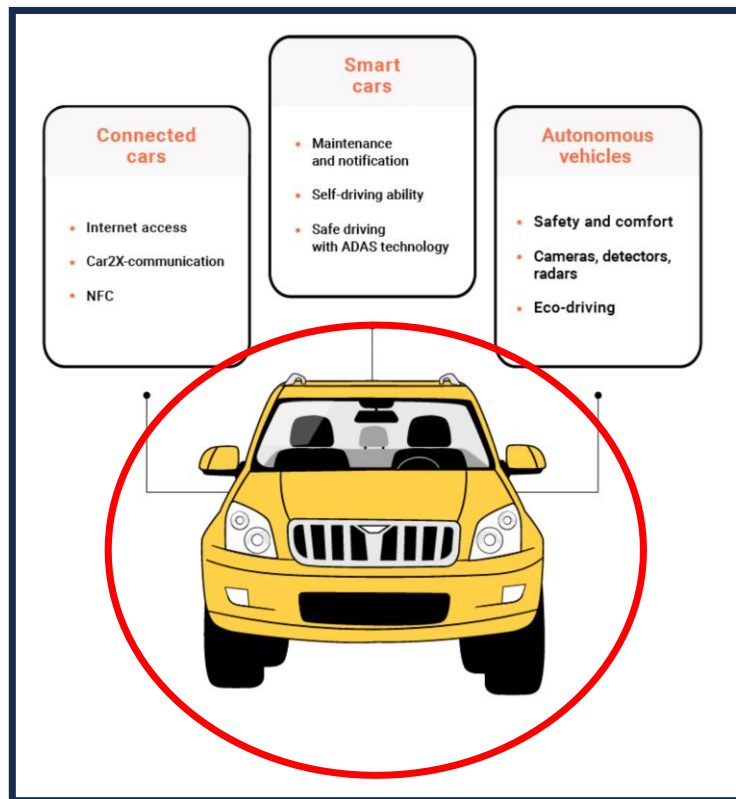 Smart
cars
Maintenance
and notification
Self-driving ability
Safe driving
with ADAS technology
Connected
cars
Internet access
Car2X-communication
NFC
Autonomous
vehicles
Safety and comfort
Cameras, detectors,
radars
Eco-driving